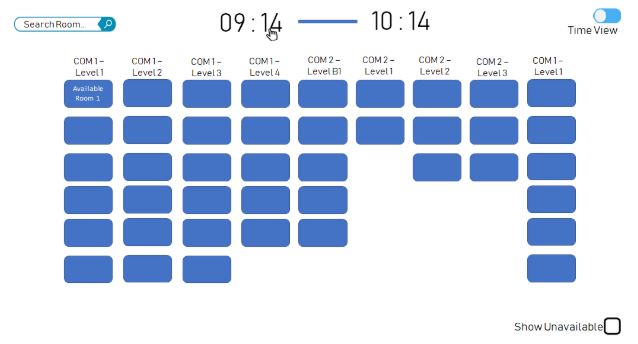 Search Room...
09 : 14
10 : 14
Time View
COM 1 –
Level 1
COM 1 –
Level 2
COM 1 –
Level 3
COM 1 –
Level 4
COM 2 –
Level B1
COM 2 –
Level 1
COM 2 –
Level 2
COM 2 –
Level 3
COM 1 –
Level 1
Available
Room 1
Show Unavailable